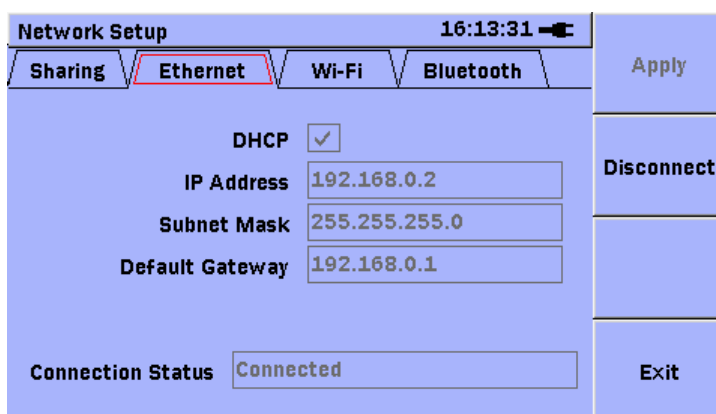 Network Setup 16:13:31
Sharing Ethernet Wi-Fi Bluetooth
Apply
DHCP
Disconnect
IP Address 192.168.0.2
Subnet Mask 255.255.255.0
Default Gateway 192.168.0.1
Connection Status Connected
Exit